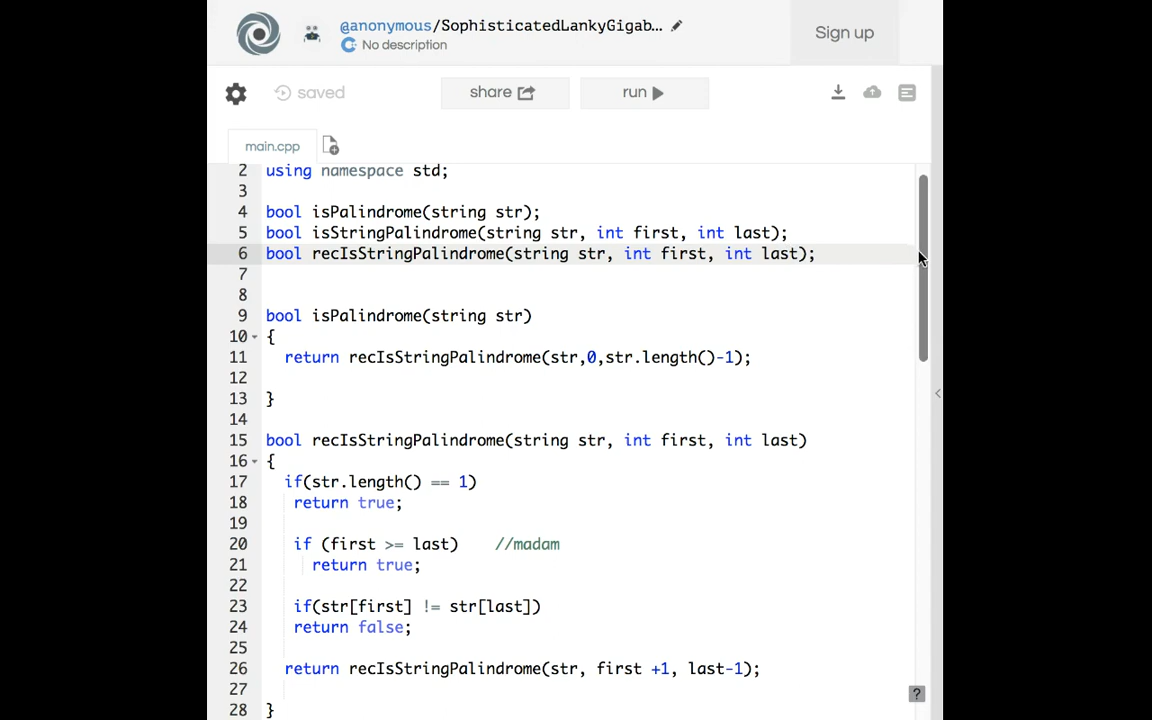 @anonymous/SophisticatedLankyGigab...
No description
Sign up
saved
share
run
main.cpp
2 using namespace std;
3
4 bool isPalindrome(string str);
5 bool isStringPalindrome(string str, int first, int last);
6 bool recIsStringPalindrome(string str, int first, int last);
7
8
9 bool isPalindrome(string str)
10 {
11 return recIsStringPalindrome(str,0,str.length()-1);
12
13 }
14
15 bool recIsStringPalindrome(string str, int first, int last)
16 {
17 if(str.length() == 1)
18 return true;
19
20 if (first >= last) //madam
21 return true;
22
23 if(str[first] != str[last])
24 return false;
25
26 return recIsStringPalindrome(str, first +1, last-1);
27
28 }
?